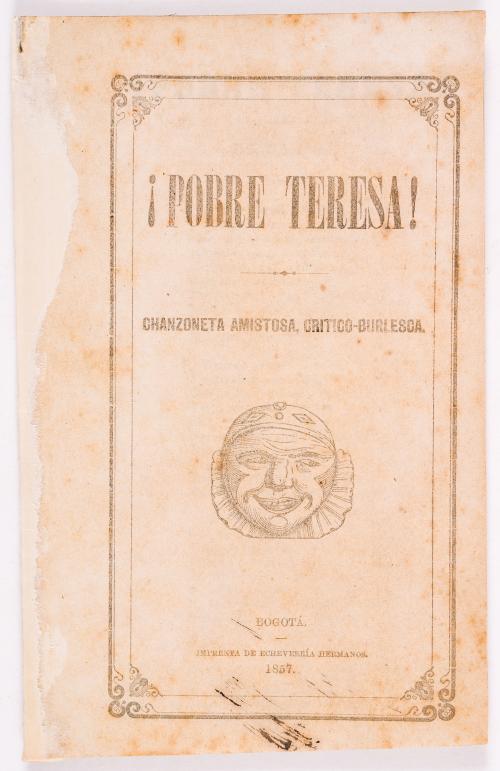 ¡POBRE TERESA!
CHANZONETA AMISTOSA, CRITICO-BURLESCA.
BOGOTÁ.
IMPRENTA DE ECHEVERRÍA HERMANOS.
1857.